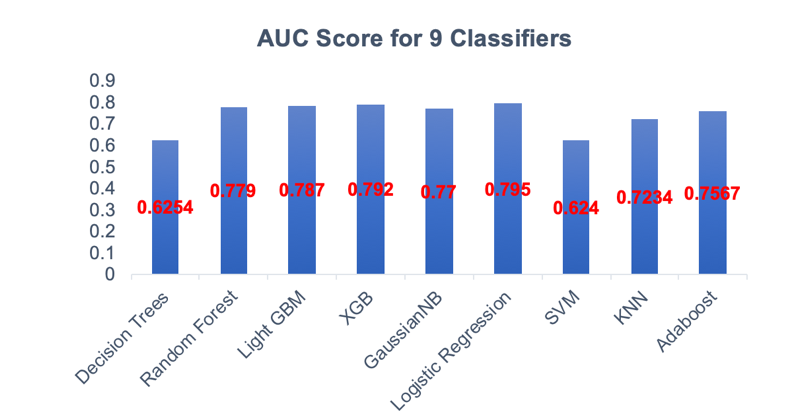 AUC Score for 9 Classifiers
0.9
0.8
0.7
0.6
0.5
0.4
0.3
0.2
0.1
0
0.6254
0.779
0.787
0.792
0.77
0.795
0.624
0.7234
0.7567
Decision Trees
Random Forest
Light GBM
XGB
GaussianNB
Logistic Regression
SVM
KNN
Adaboost